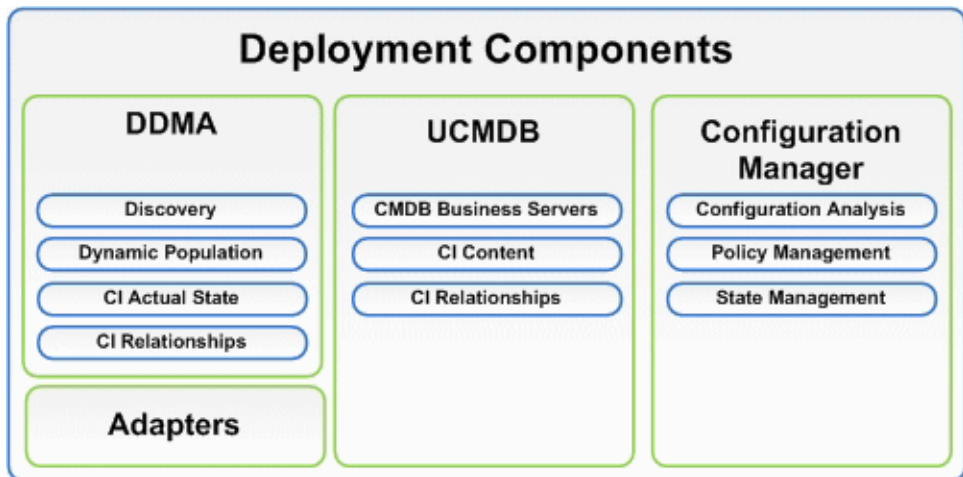 Deployment Components
DDMA
Discovery
Dynamic Population
CI Actual State
CI Relationships
Adapters
UCMDB
CMDB Business Servers
CI Content
CI Relationships
Configuration
Manager
Configuration Analysis
Policy Management
State Management